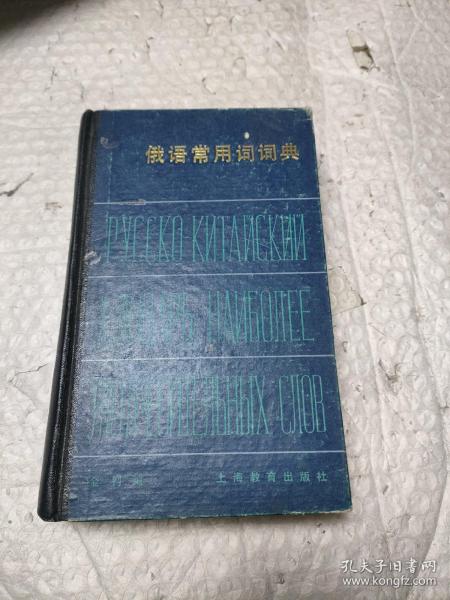 俄语常用词词典
РУССКО-КИТАЙСКИЙ
СЛОВАРЬ НАИБОЛЕЕ
УПОТРЕБИТЕЛЬНЫХ СЛОВ
上海教育出版社
孔夫子旧书网
www.kongfz.com